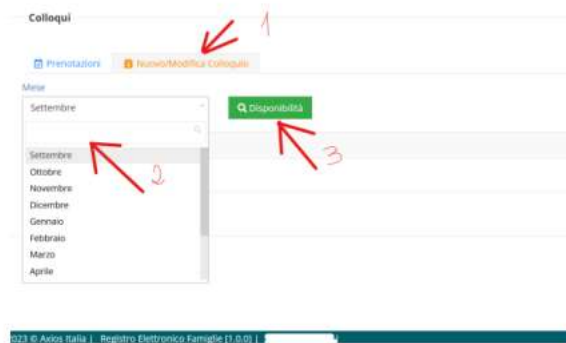 Colloqui
1
Prenotazioni Nuovo/Modifica Colloquio
Mese
Settembre Disponibilità
Settembre
2 3
Ottobre
Novembre
Dicembre
Gennaio
Febbraio
Marzo
Aprile
2023 © Axios Italia | Registro Elettronico Famiglie [1.0.0] |